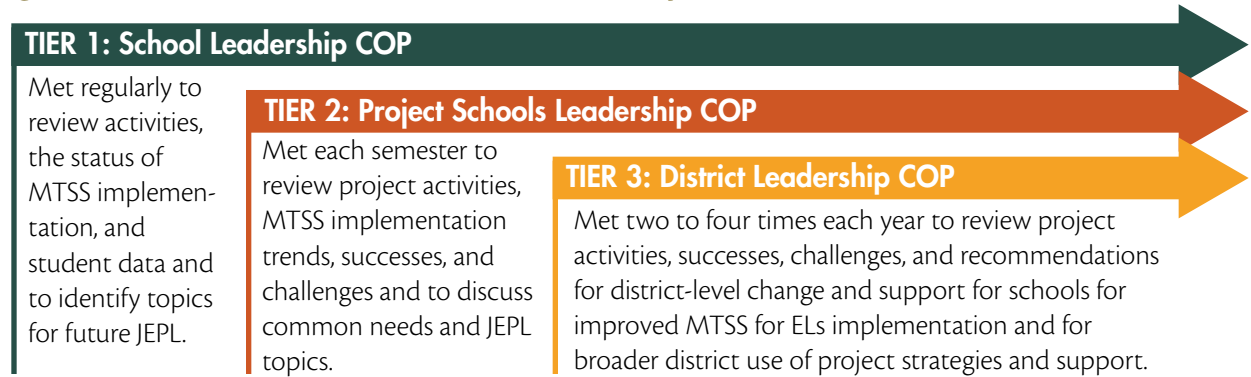 TIER 1: School Leadership COP
Met regularly to
review activities,
the status of
MTSS implemen-
tation, and
student data and
to identify topics
for future JEPL.
TIER 2: Project Schools Leadership COP
Met each semester to
review project activities,
MTSS implementation
trends, successes, and
challenges and to discuss
common needs and JEPL
topics.
TIER 3: District Leadership COP
Met two to four times each year to review project
activities, successes, challenges, and recommendations
for district-level change and support for schools for
improved MTSS for ELs implementation and for
broader district use of project strategies and support.